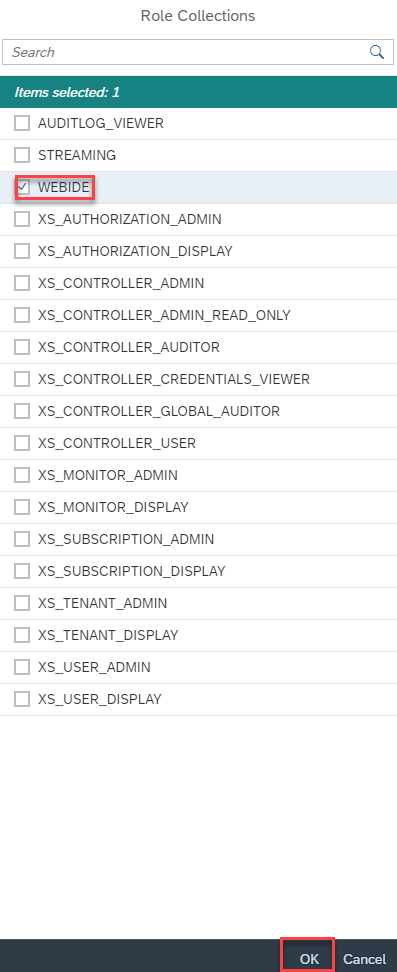 Role Collections
Search
Items selected: 1
AUDITLOG_VIEWER
STREAMING
WEBIDE
XS_AUTHORIZATION_ADMIN
XS_AUTHORIZATION_DISPLAY
XS_CONTROLLER_ADMIN
XS_CONTROLLER_ADMIN_READ_ONLY
XS_CONTROLLER_AUDITOR
XS_CONTROLLER_CREDENTIALS_VIEWER
XS_CONTROLLER_GLOBAL_AUDITOR
XS_CONTROLLER_USER
XS_MONITOR_ADMIN
XS_MONITOR_DISPLAY
XS_SUBSCRIPTION_ADMIN
XS_SUBSCRIPTION_DISPLAY
XS_TENANT_ADMIN
XS_TENANT_DISPLAY
XS_USER_ADMIN
XS_USER_DISPLAY
OK Cancel